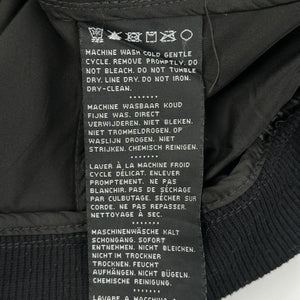 MACHINE WASH COLD GENTLE
CYCLE. REMOVE PROMPTLY. DO
NOT BLEACH. DO NOT TUMBLE
DRY. LINE DRY. DO NOT IRON.
DRY-CLEAN.
MACHINE WASBAAR KOUD
FIJNE WAS. DIRECT
VERWIJDEREN. NIET BLEKEN.
NIET TROMMELDROGEN. OP
WASLIJN DROGEN. NIET
STRIJKEN. CHEMISCH REINIGEN.
LAVER À LA MACHINE FROID
CYCLE DÉLICAT. ENLEVER
PROMPTEMENT. NE PAS
BLANCHIR. PAS DE SÉCHAGE
PAR CULBUTAGE. SÉCHER SUR
CORDE. NE PAS REPASSER.
NETTOYAGE À SEC.
MASCHINENWÄSCHE KALT
SCHONGANG. SOFORT
ENTNEHMEN. NICHT BLEICHEN.
NICHT IM TROCKNER
TROCKNEN. FEUCHT
AUFHÄNGEN. NICHT BÜGELN.
CHEMISCHE REINIGUNG.
LAVARE A MACCHINA A